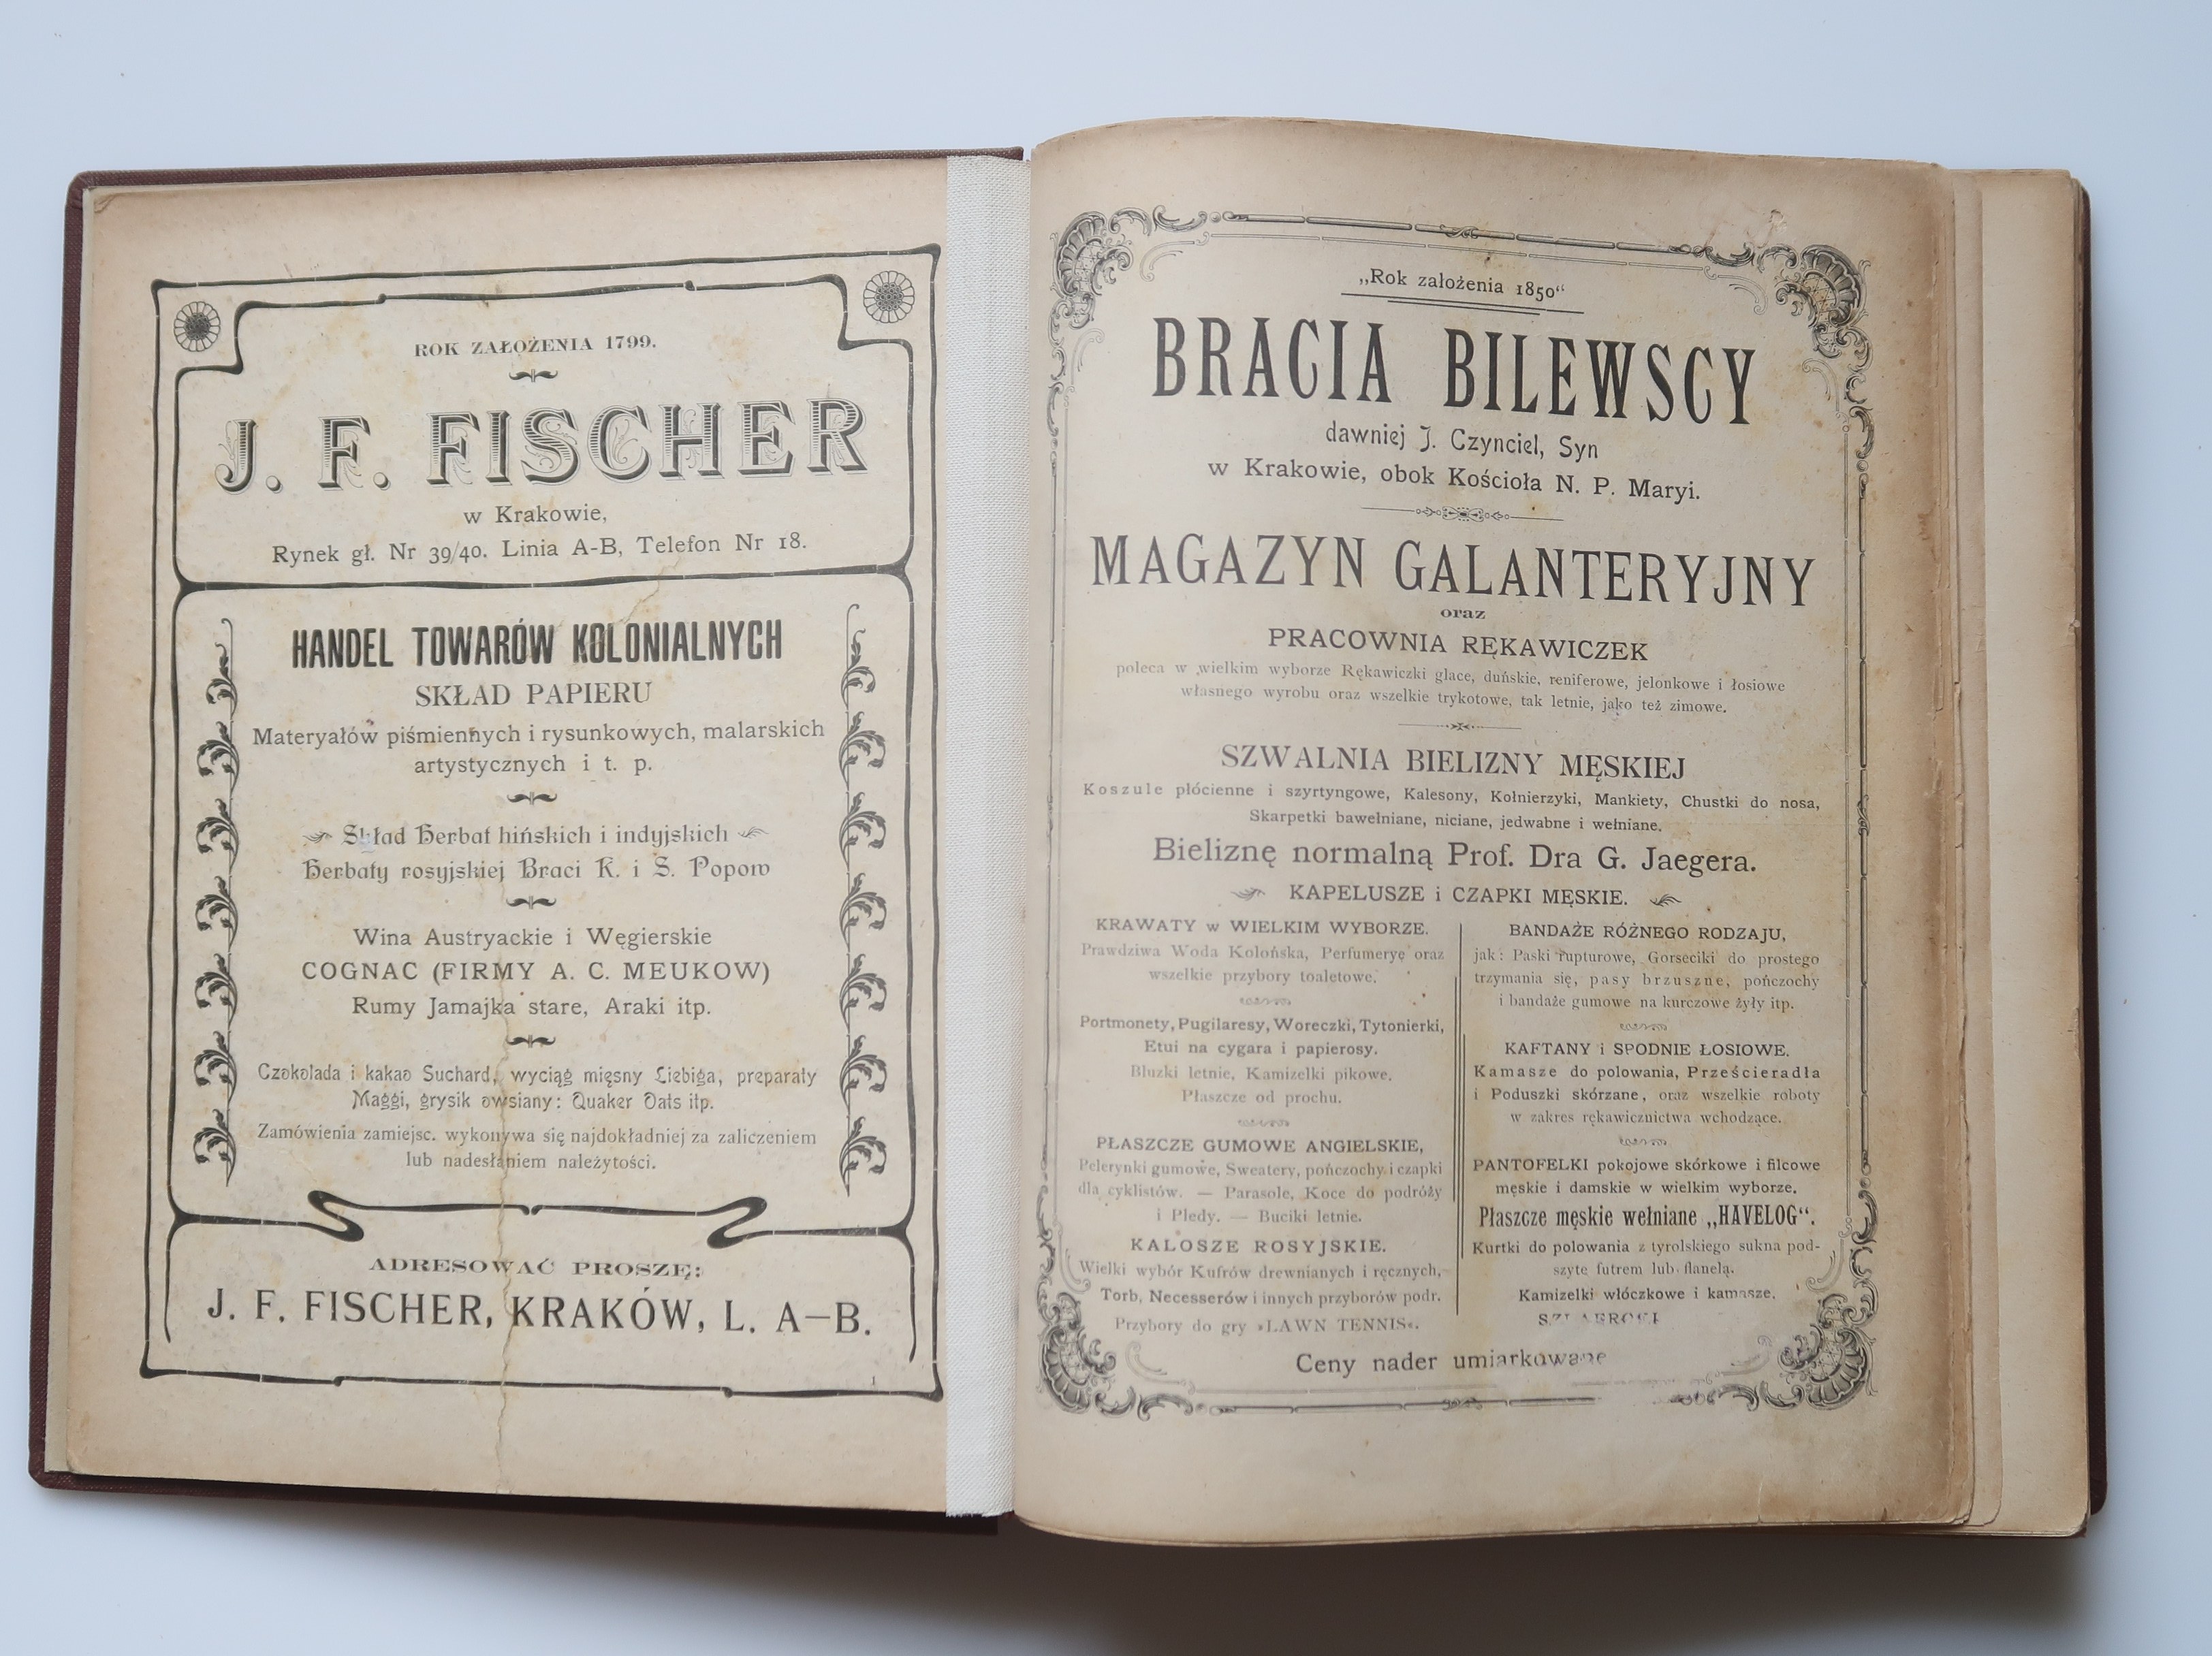 ROK ZAŁOŻENIA 1799.
J. F. FISCHER
w Krakowie,
Rynek gł. Nr 39/40. Linia A-B, Telefon Nr 18.
HANDEL TOWARÓW KOLONIALNYCH
SKŁAD PAPIERU
Materyałów piśmiennych i rysunkowych, malarskich
artystycznych i t. p.
Skład Herbat hińskich i indyjskich
Herbaty rosyjskiej Braci K. i S. Popow
Wina Austryackie i Węgierskie
COGNAC (FIRMY A. C. MEUKOW)
Rumy Jamajka stare, Araki itp.
Czokolada i kakao Suchard, wyciąg mięsny Liebiga, preparaty
Maggi, grysik owsiany: Quaker Oats itp.
Zamówienia zamiejsc. wykonywa się najdokładniej za zaliczeniem
lub nadesłaniem należytości.
ADRESOWAĆ PROSZĘ:
J. F. FISCHER, KRAKÓW, L. A—B.
1
„Rok założenia 1850“
BRACIA BILEWSCY
dawniej J. Czynciel, Syn
w Krakowie, obok Kościoła N. P. Maryi.
MAGAZYN GALANTERYJNY
oraz
PRACOWNIA RĘKAWICZEK
poleca w wielkim wyborze Rękawiczki glace, duńskie, reniferowe, jelonkowe i łosiowe
własnego wyrobu oraz wszelkie trykotowe, tak letnie, jako też zimowe.
SZWALNIA BIELIZNY MĘSKIEJ
Koszule płócienne i szyrtyngowe, Kalesony, Kołnierzyki, Mankiety, Chustki do nosa,
Skarpetki bawełniane, niciane, jedwabne i wełniane.
Bieliznę normalną Prof. Dra G. Jaegera.
KAPELUSZE i CZAPKI MĘSKIE.
KRAWATY w WIELKIM WYBORZE.
Prawdziwa Woda Kolońska, Perfumerye oraz
wszelkie przybory toaletowe.
Portmonety, Pugilaresy, Woreczki, Tytonierki,
Etui na cygara i papierosy.
Bluzki letnie, Kamizelki pikowe.
Płaszcze od prochu.
PŁASZCZE GUMOWE ANGIELSKIE,
Pelerynki gumowe, Sweatery, pończochy i czapki
dla cyklistów. — Parasole, Koce do podróży
i Pledy. — Buciki letnie.
KALOSZE ROSYJSKIE.
Wielki wybór Kufrów drewnianych i ręcznych,
Torb, Necesserów i innych przyborów podr.
Przybory do gry »LAWN TENNIS«.
BANDAŻE RÓŻNEGO RODZAJU,
jak: Paski rupturowe, Gorseciki do prostego
trzymania się, pasy brzuszne, pończochy
i bandaże gumowe na kurczowe żyły itp.
KAFTANY i SPODNIE ŁOSIOWE.
Kamasze do polowania, Prześcieradła
i Poduszki skórzane, oraz wszelkie roboty
w zakres rękawicznictwa wchodzące.
PANTOFELKI pokojowe skórkowe i filcowe
męskie i damskie w wielkim wyborze.
Płaszcze męskie wełniane „HAVELOG“.
Kurtki do polowania z tyrolskiego sukna pod-
szyte futrem lub flanelą.
Kamizelki włóczkowe i kamasze.
Ceny nader umiarkowane